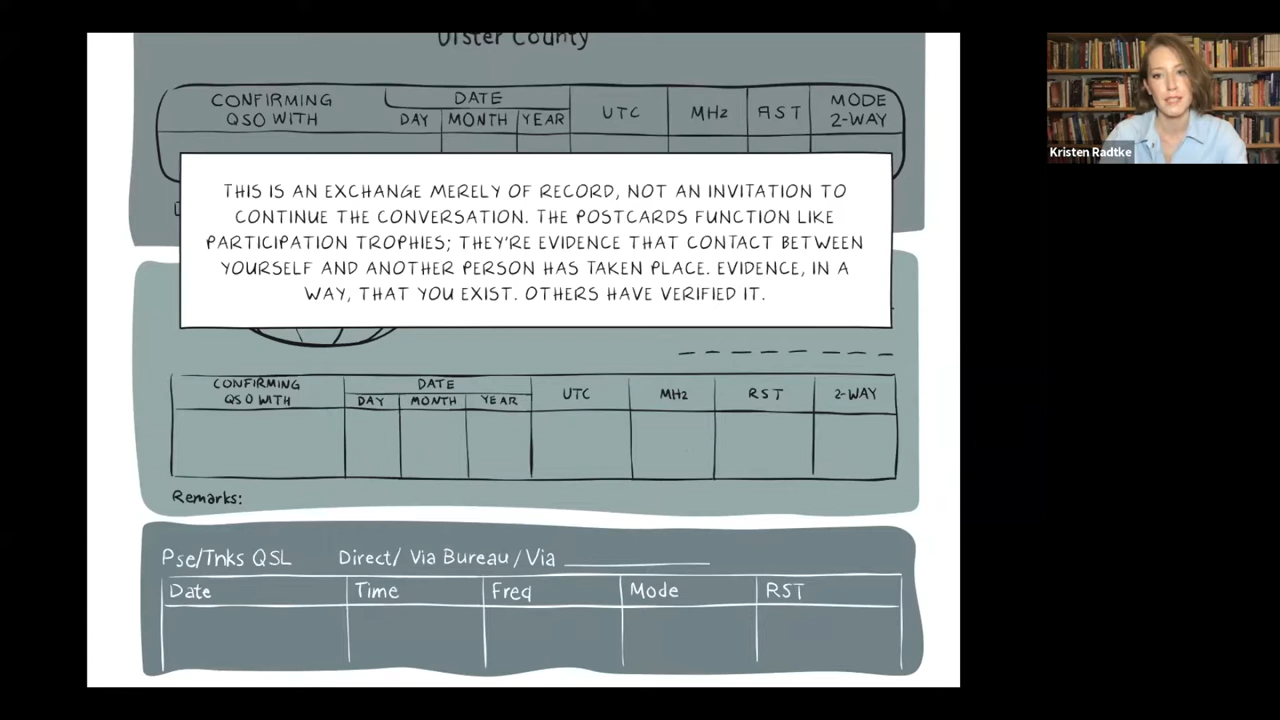 Ulster County
CONFIRMING QSO WITH
DATE
DAY MONTH YEAR
UTC
MHz
RST
MODE 2-WAY
THIS IS AN EXCHANGE MERELY OF RECORD, NOT AN INVITATION TO
CONTINUE THE CONVERSATION. THE POSTCARDS FUNCTION LIKE
PARTICIPATION TROPHIES; THEY'RE EVIDENCE THAT CONTACT BETWEEN
YOURSELF AND ANOTHER PERSON HAS TAKEN PLACE. EVIDENCE, IN A
WAY, THAT YOU EXIST. OTHERS HAVE VERIFIED IT.
CONFIRMING QSO WITH
DATE
DAY MONTH YEAR
UTC
MHz
RST
2-WAY
Remarks:
Pse/Tnks QSL Direct/ Via Bureau / Via
Date Time Freq Mode RST
Kristen Radtke